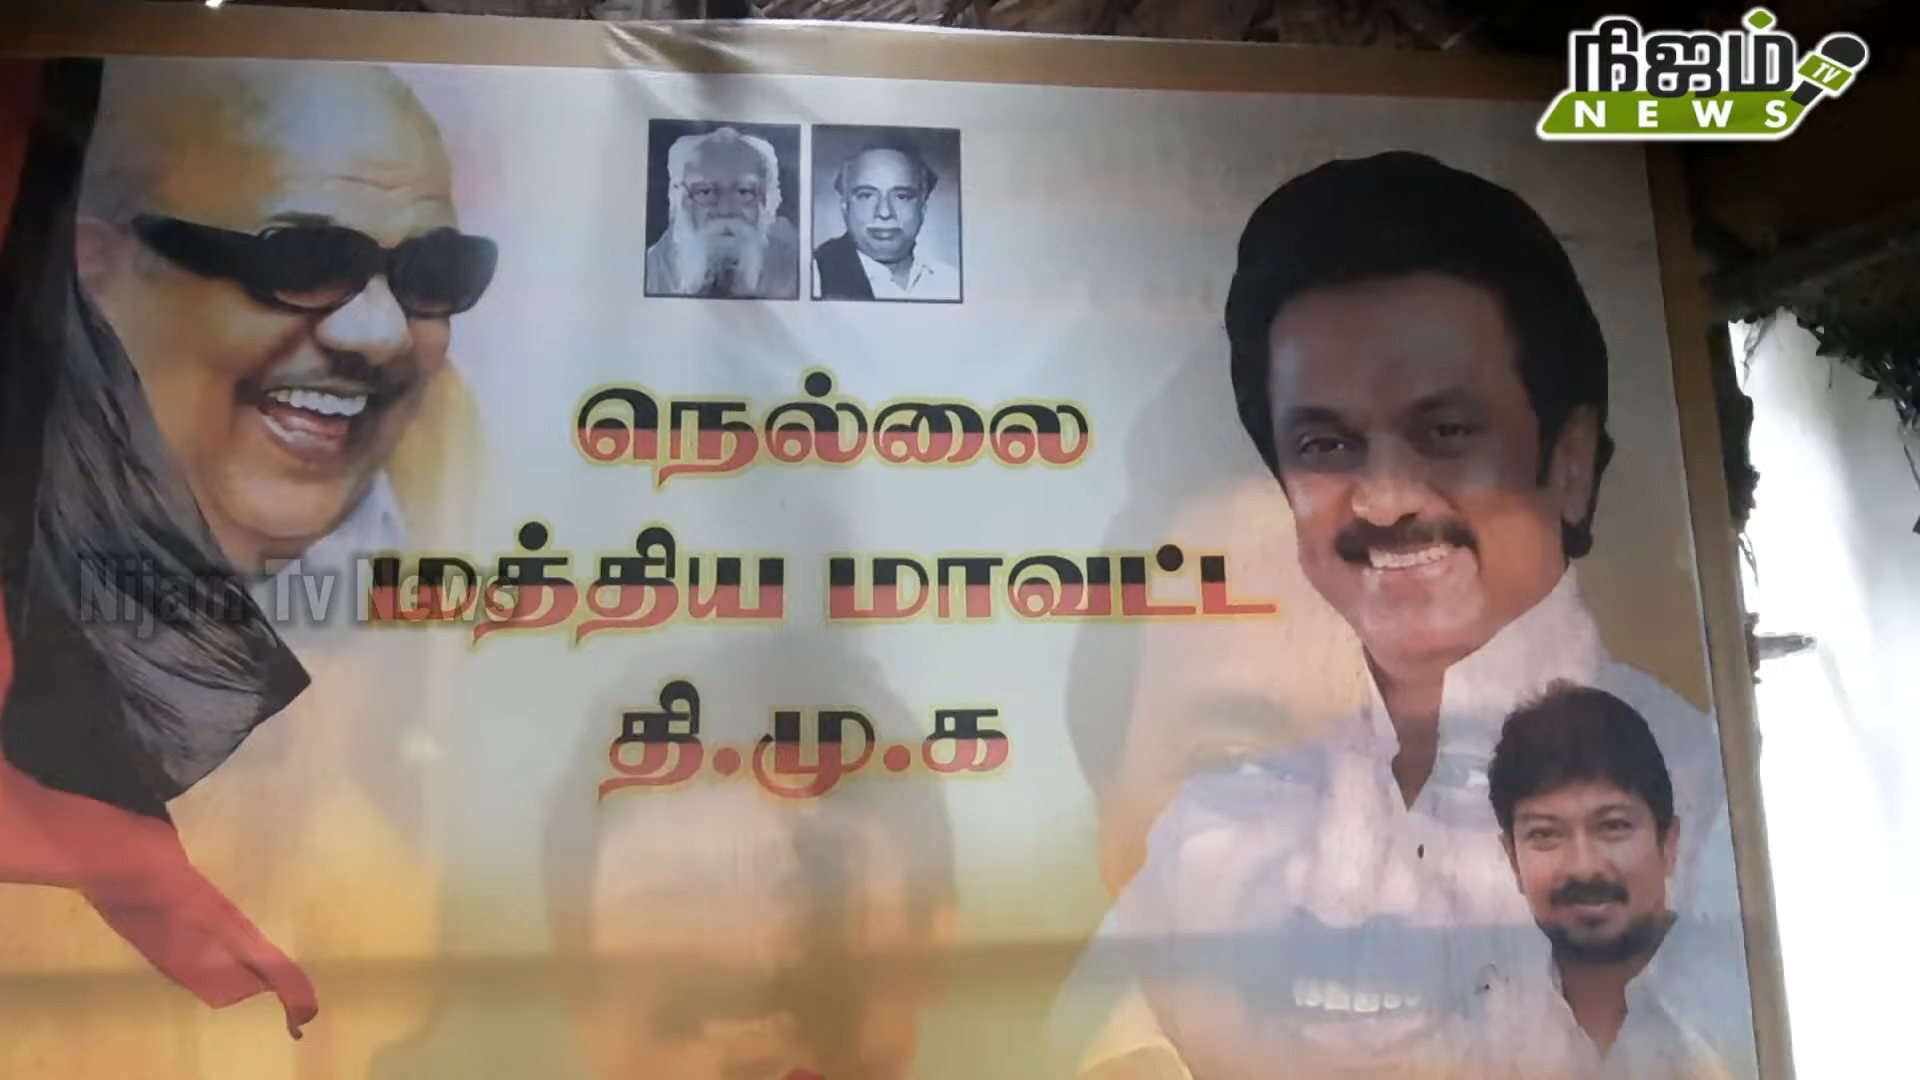 நிஜம்
TV
NEWS
நெல்லை
மத்திய மாவட்ட
தி.மு.க
Nijam Tv News